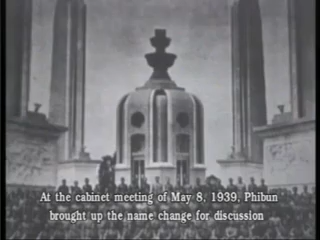 At the cabinet meeting of May 8, 1939, Phibun
brought up the name change for discussion